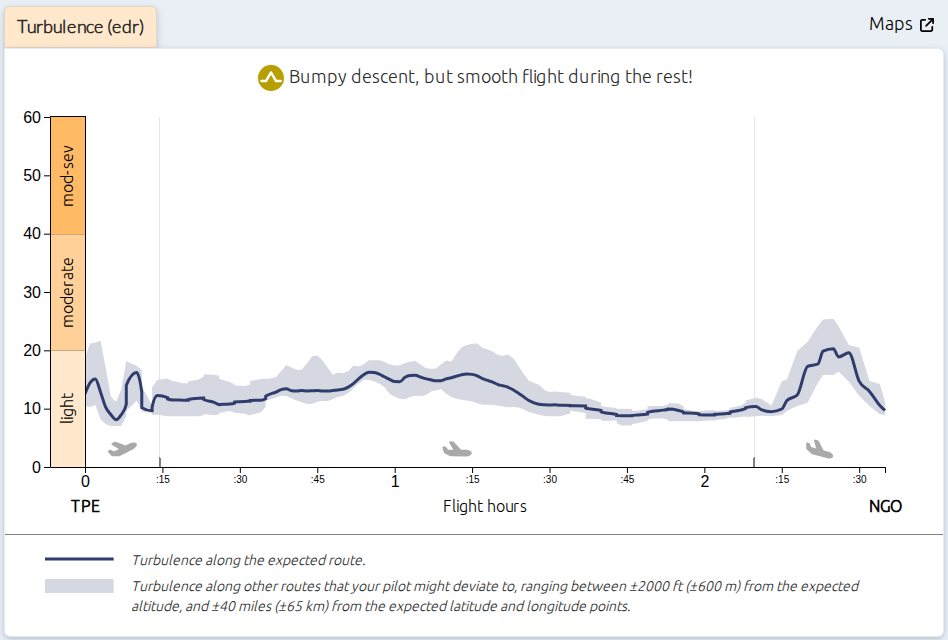 Turbulence (edr)
Maps
Bumpy descent, but smooth flight during the rest!
60
50
40
30
20
10
0
mod-sev
moderate
light
0 :15 :30 :45 1 :15 :30 :45 2 :15 :30
TPE Flight hours NGO
Turbulence along the expected route.
Turbulence along other routes that your pilot might deviate to, ranging between ±2000 ft (±600 m) from the expected
altitude, and ±40 miles (±65 km) from the expected latitude and longitude points.